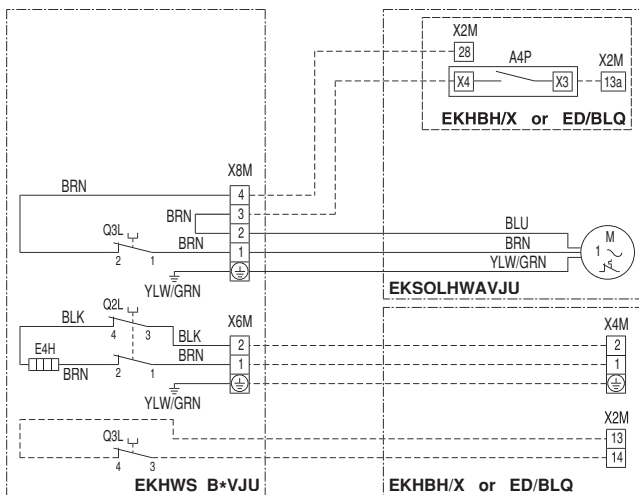 X2M
28 A4P X2M
X4 X3 13a
EKHBH/X or ED/BLQ
X8M
BRN 4
BRN 3
Q3L 2 BLU
BRN 1 BRN M
2 1 YLW/GRN 1
YLW/GRN
EKSOLHWAVJU
Q2L
BLK X6M X4M
4 3 BLK 2 2
E4H BRN 1 1
BRN 2 1
YLW/GRN
X2M
Q3L 13
4 3 14
EKHWS B*VJU EKHBH/X or ED/BLQ